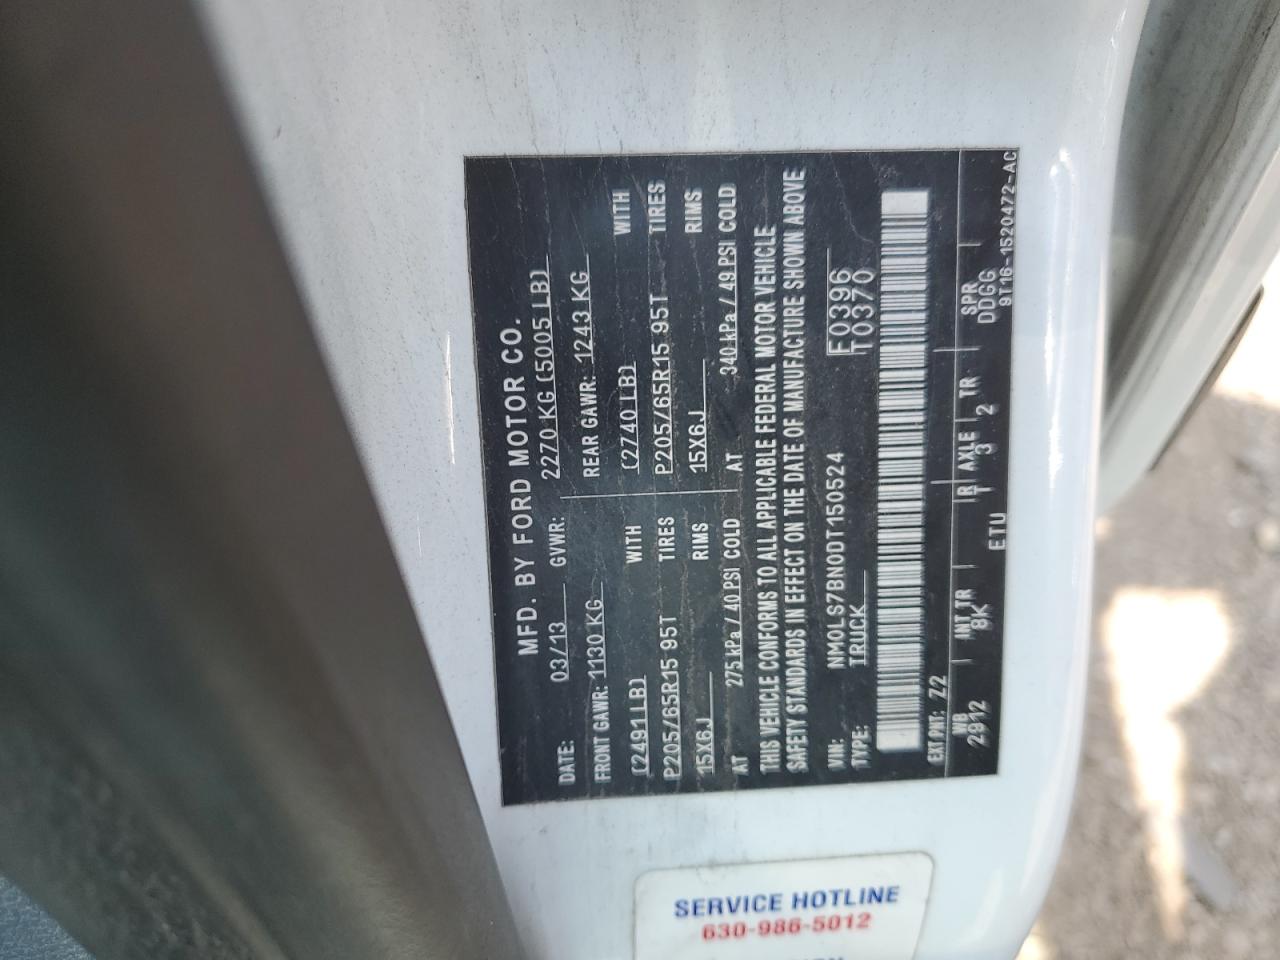 MFD. BY FORD MOTOR CO.
DATE: 03/13 GVWR: 2270 KG (5005 LB)
FRONT GAWR: 1130 KG REAR GAWR: 1243 KG
(2491 LB) WITH (2740 LB) WITH
P205/65R15 95T TIRES P205/65R15 95T TIRES
15X6J RIMS 15X6J RIMS
AT 275 kPa / 40 PSI COLD AT 340 kPa / 49 PSI COLD
THIS VEHICLE CONFORMS TO ALL APPLICABLE FEDERAL MOTOR VEHICLE
SAFETY STANDARDS IN EFFECT ON THE DATE OF MANUFACTURE SHOWN ABOVE
VIN: NM0LS7BN0DT150524 F0396
TYPE: TRUCK T0370
EXT PNT: Z2
WB INT TR R AXLE TR SPR
2912 8K T 3 2 DDGG
ETU 9T16-1520472-AC
SERVICE HOTLINE
630-986-5012